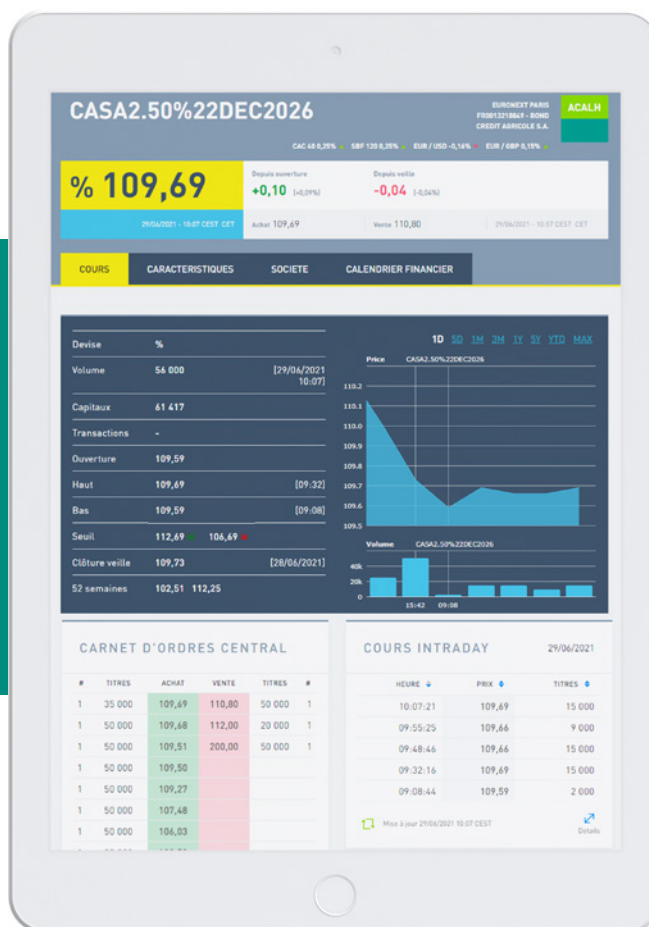 CASA2.50%22DEC2026
EURONEXT PARIS
FR0013218849 - BOND
CREDIT AGRICOLE S.A.
ACALH
CAC 40 0,25% SBF 120 0,25% EUR / USD -0,16% EUR / GBP 0,15%
% 109,69
Depuis ouverture
+0,10 (+0,09%)
Depuis veille
-0,04 (-0,04%)
29/06/2021 - 10:07 CEST CET
Achat 109,69
Vente 110,80
29/06/2021 - 10:07 CEST CET
COURS CARACTERISTIQUES SOCIETE CALENDRIER FINANCIER
Devise %
Volume 56 000 [29/06/2021
10:07]
Capitaux 61 417
Transactions -
Ouverture 109,59
Haut 109,69 [09:32]
Bas 109,59 [09:08]
Seuil 112,69 106,69
Clôture veille 109,73 [28/06/2021]
52 semaines 102,51 112,25
1D 5D 1M 3M 1Y 5Y YTD MAX
Price CASA2.50%22DEC2026
110.2
110.1
110.0
109.9
109.8
109.7
109.6
109.5
Volume CASA2.50%22DEC2026
40k
20k
0
15:42 09:08
CARNET D'ORDRES CENTRAL
# TITRES ACHAT VENTE TITRES #
1 35 000 109,69 110,80 50 000 1
1 50 000 109,68 112,00 20 000 1
1 50 000 109,51 200,00 50 000 1
1 50 000 109,50
1 50 000 109,27
1 50 000 107,48
1 50 000 106,03
COURS INTRADAY 29/06/2021
HEURE PRIX TITRES
10:07:21 109,69 15 000
09:55:25 109,66 9 000
09:48:46 109,66 15 000
09:32:16 109,69 15 000
09:08:44 109,59 2 000
Mise à jour 29/06/2021 10:07 CEST
Détails